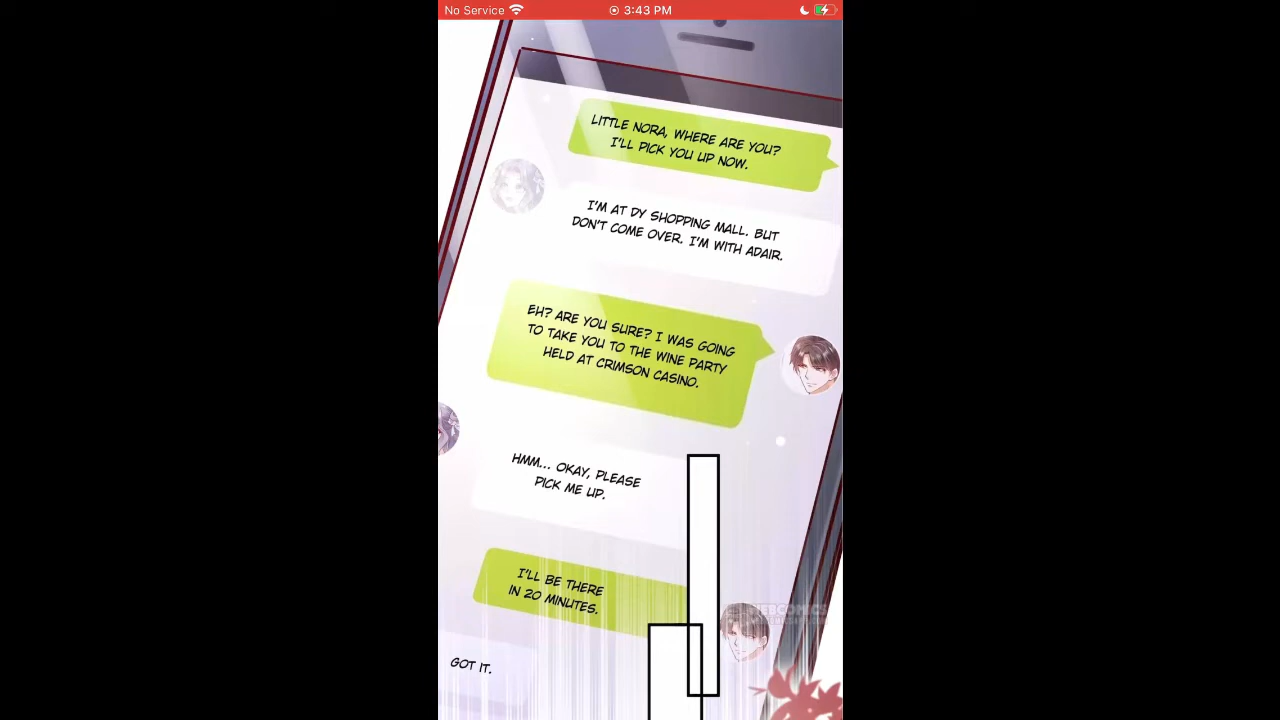 No Service
3:43 PM
LITTLE NORA, WHERE ARE YOU?
I'LL PICK YOU UP NOW.
I'M AT DY SHOPPING MALL. BUT
DON'T COME OVER. I'M WITH ADAIR.
EH? ARE YOU SURE? I WAS GOING
TO TAKE YOU TO THE WINE PARTY
HELD AT CRIMSON CASINO.
HMM... OKAY, PLEASE
PICK ME UP.
I'LL BE THERE
IN 20 MINUTES.
WEBCOMICS
GOT IT.